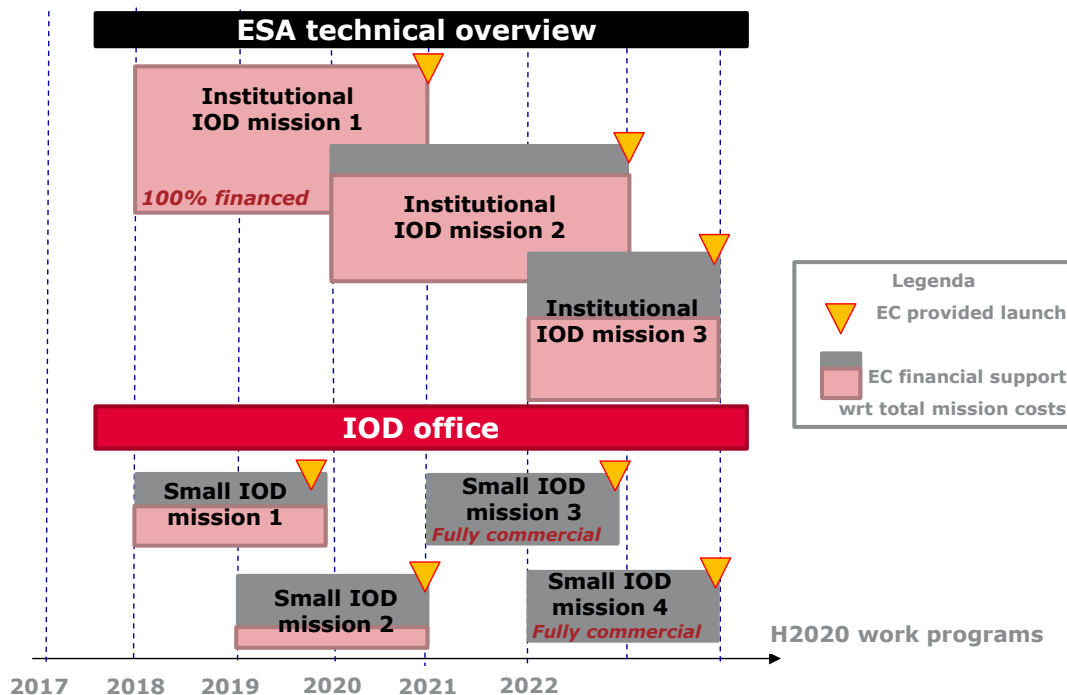 ESA technical overview
Institutional
IOD mission 1
100% financed
Institutional
IOD mission 2
Institutional
IOD mission 3
Legenda
EC provided launch
EC financial support
wrt total mission costs
IOD office
Small IOD
mission 1
Small IOD
mission 3
Fully commercial
Small IOD
mission 2
Small IOD
mission 4
Fully commercial
H2020 work programs
2017 2018 2019 2020 2021 2022